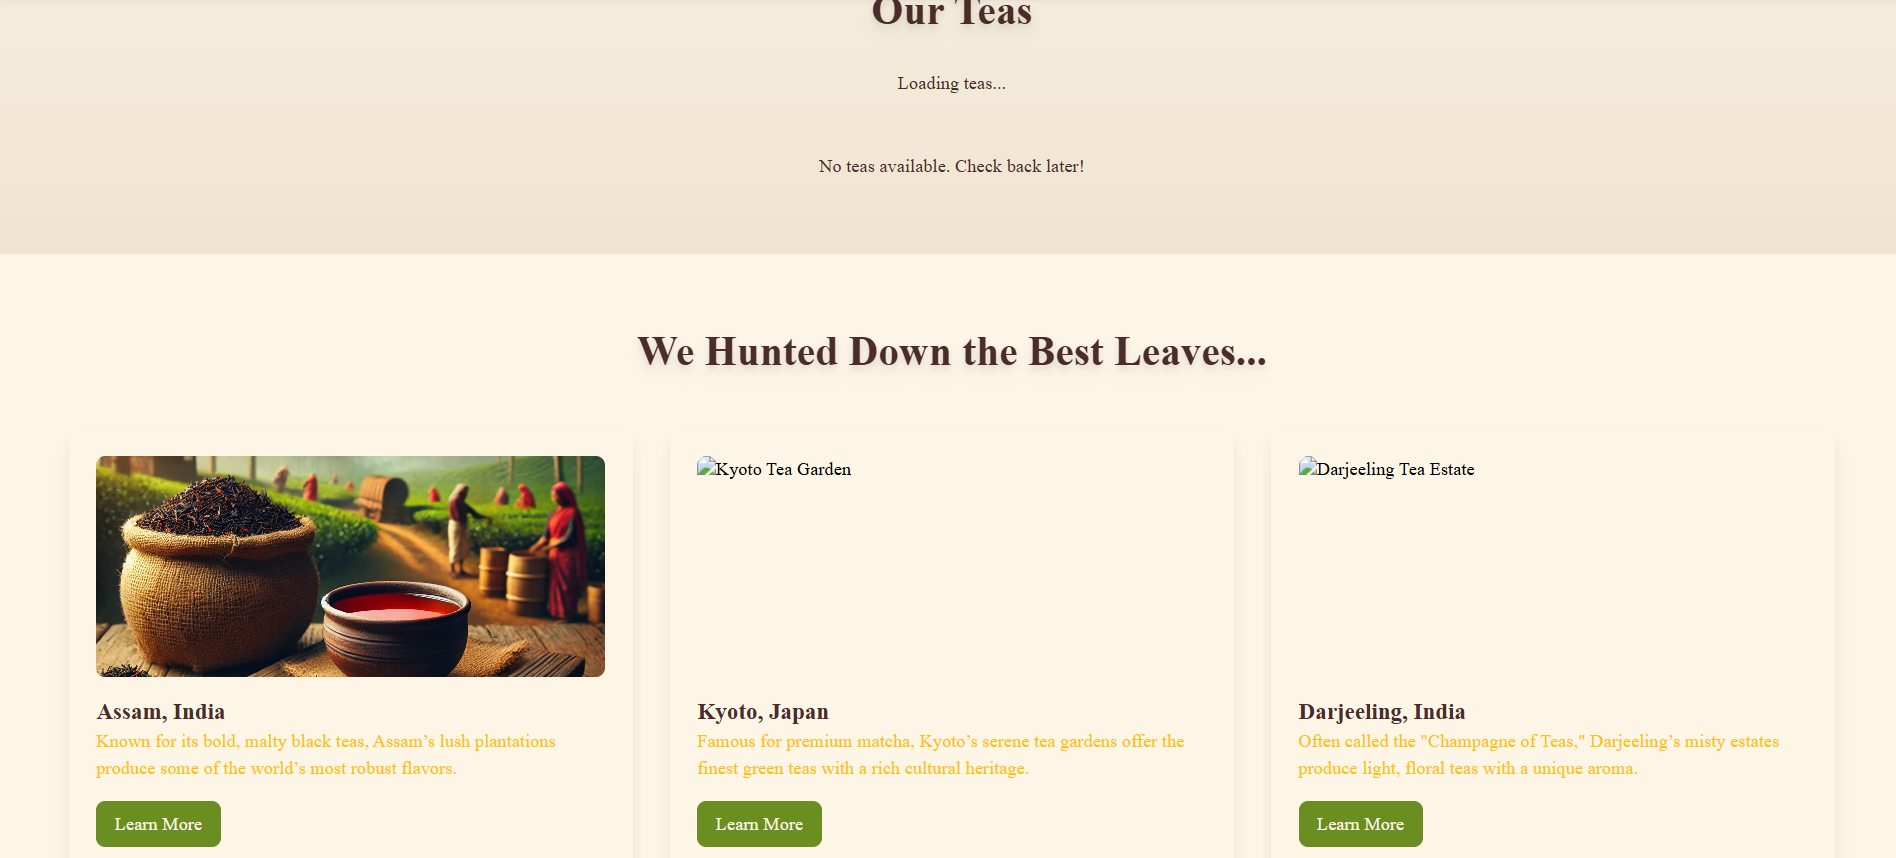 Our Teas
Loading teas...
No teas available. Check back later!
We Hunted Down the Best Leaves...
Kyoto Tea Garden
Darjeeling Tea Estate
Assam, India
Known for its bold, malty black teas, Assam’s lush plantations
produce some of the world’s most robust flavors.
Learn More
Kyoto, Japan
Famous for premium matcha, Kyoto’s serene tea gardens offer the
finest green teas with a rich cultural heritage.
Learn More
Darjeeling, India
Often called the "Champagne of Teas," Darjeeling’s misty estates
produce light, floral teas with a unique aroma.
Learn More